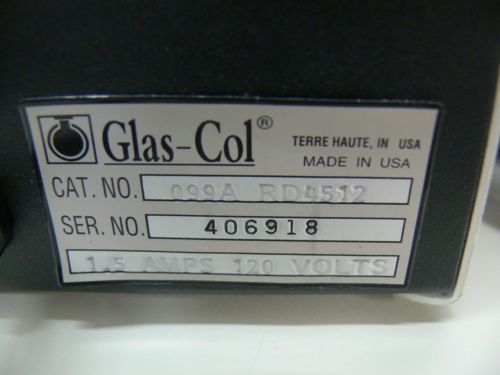 Glas-Col®
TERRE HAUTE, IN USA
MADE IN USA
CAT. NO. 099A RD4512
SER. NO. 406918
1.5 AMPS 120 VOLTS